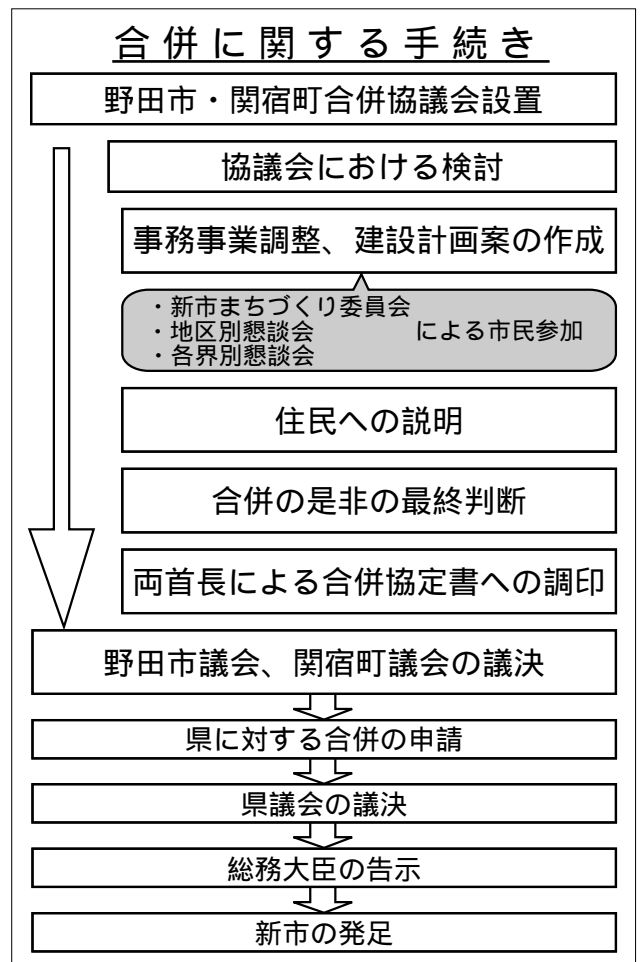 合併に関する手続き
野田市・関宿町合併協議会設置
協議会における検討
事務事業調整、建設計画案の作成
・新市まちづくり委員会
・地区別懇談会　による市民参加
・各界別懇談会
住民への説明
合併の是非の最終判断
両首長による合併協定書への調印
野田市議会、関宿町議会の議決
県に対する合併の申請
県議会の議決
総務大臣の告示
新市の発足